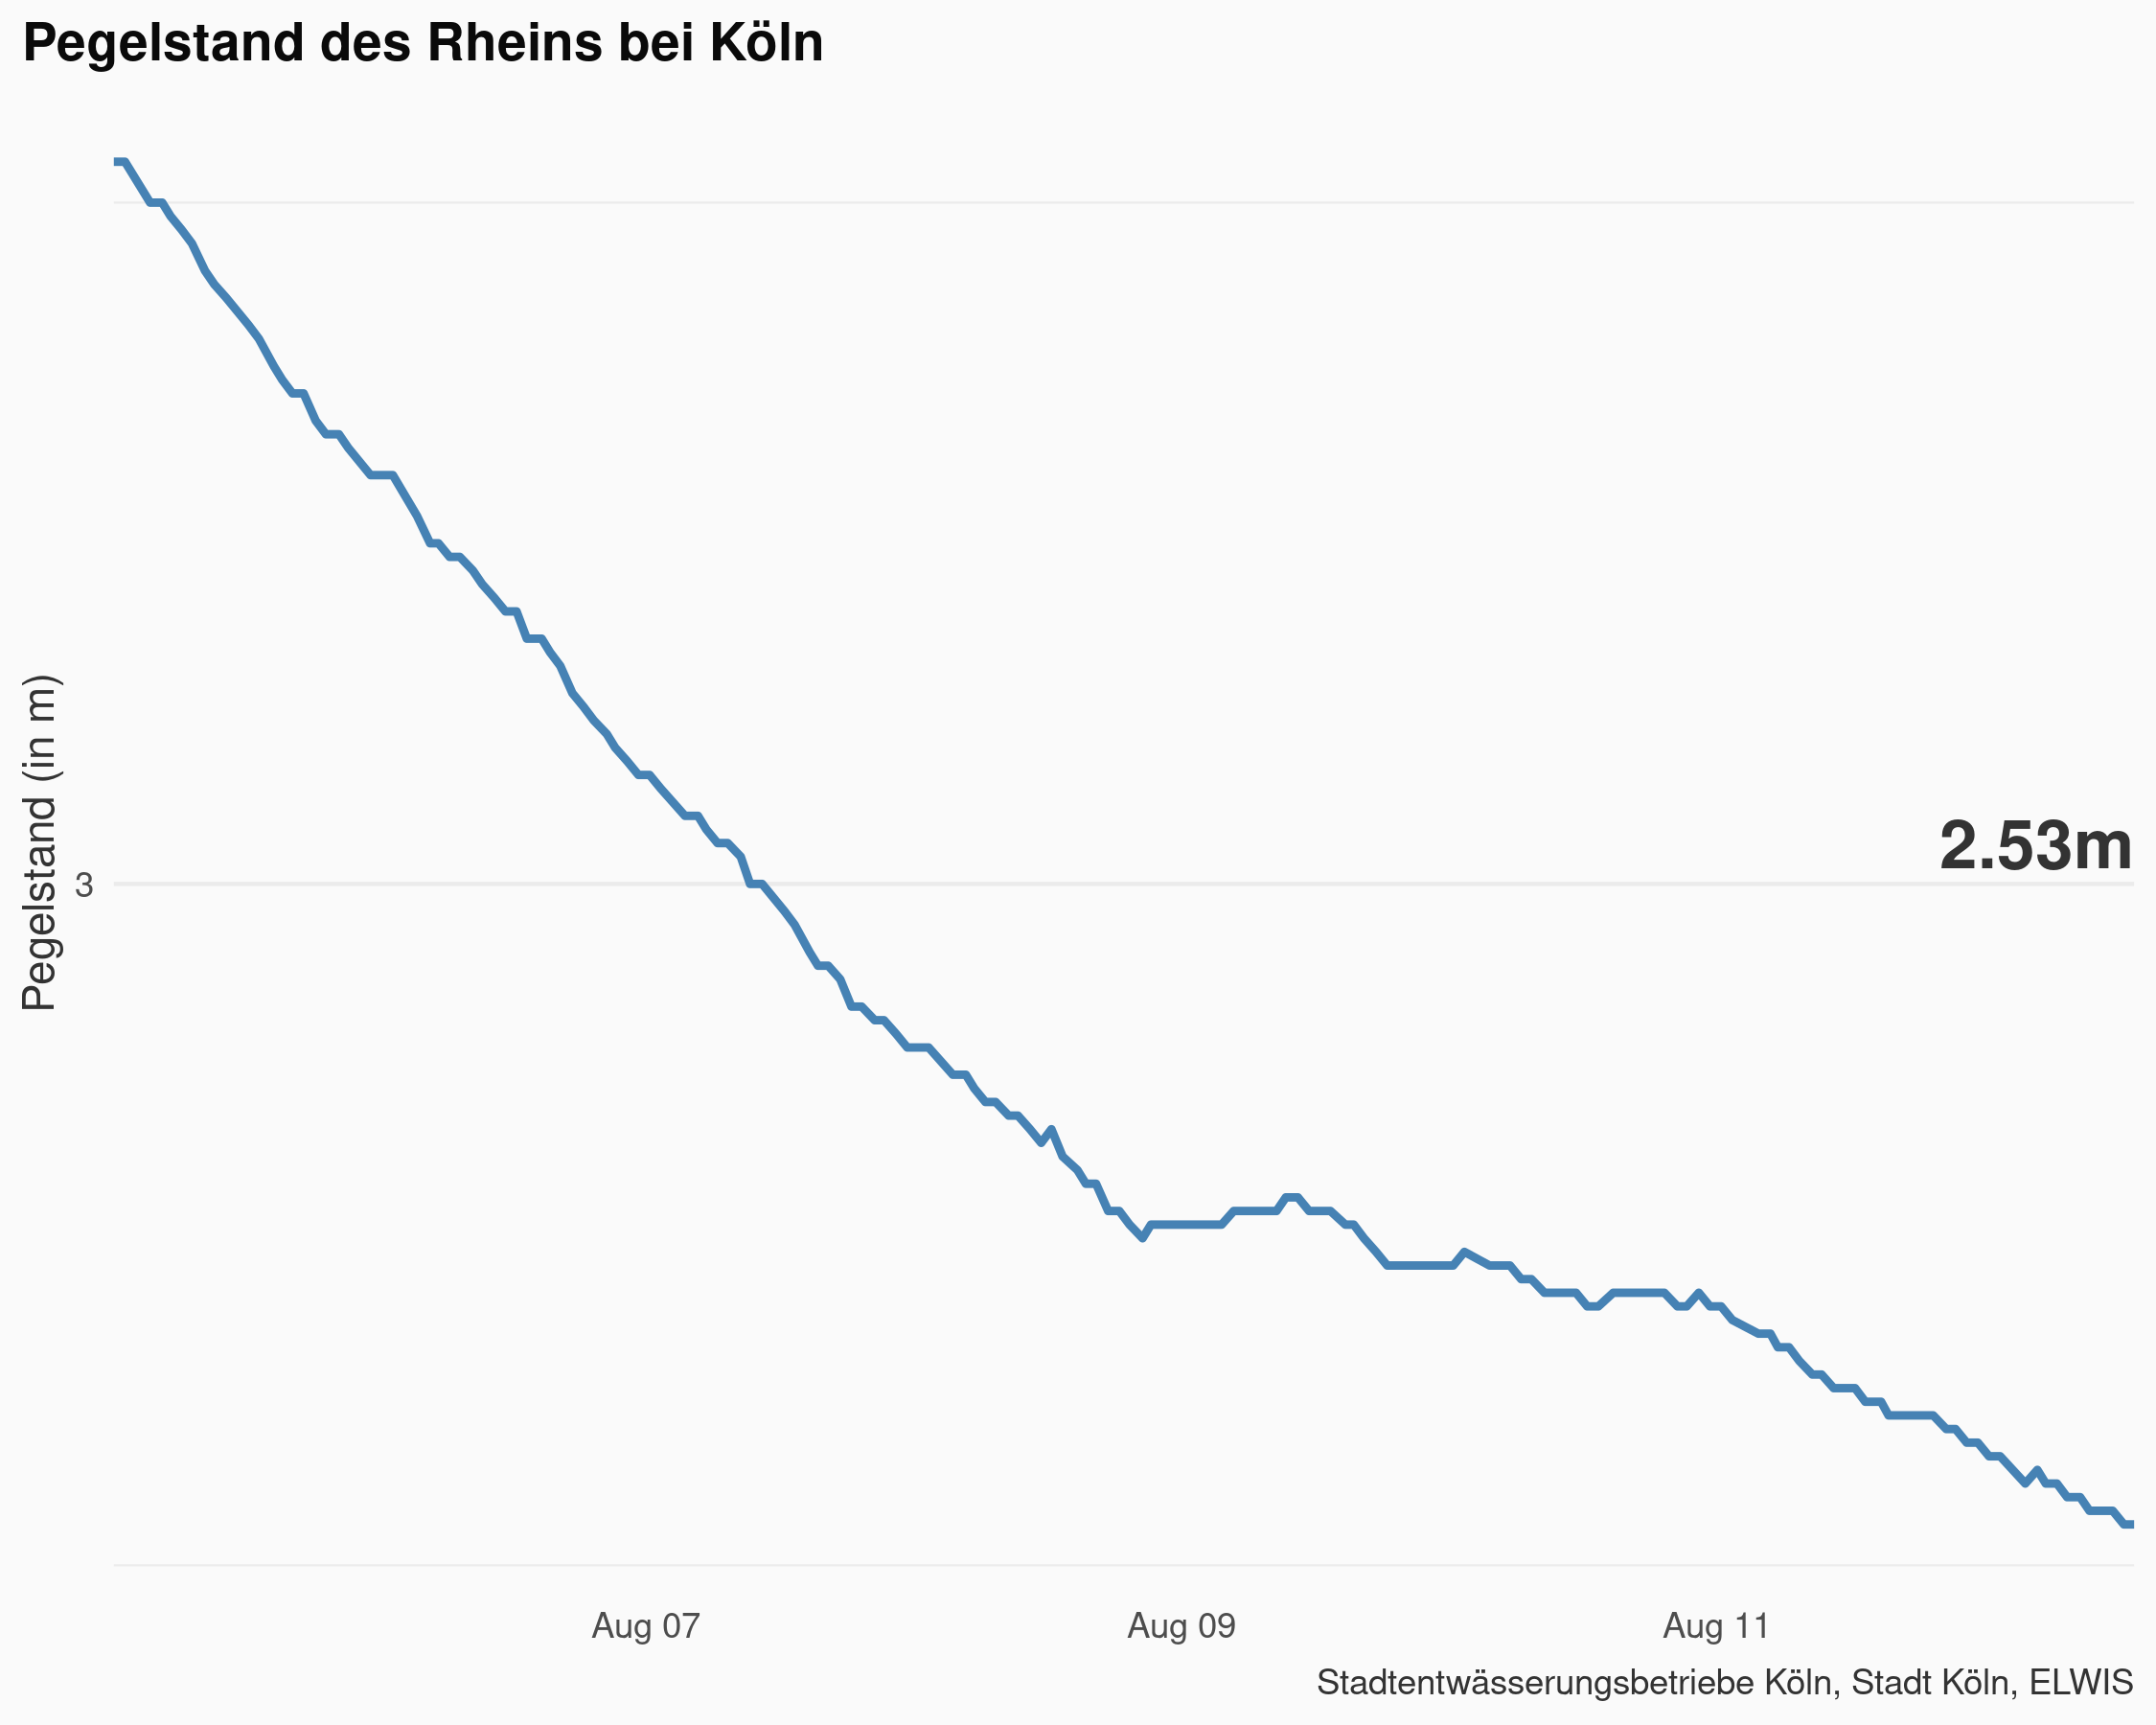 Pegelstand des Rheins bei Köln
Pegelstand (in m)
3
2.53m
Aug 07
Aug 09
Aug 11
Stadtentwässerungsbetriebe Köln, Stadt Köln, ELWIS